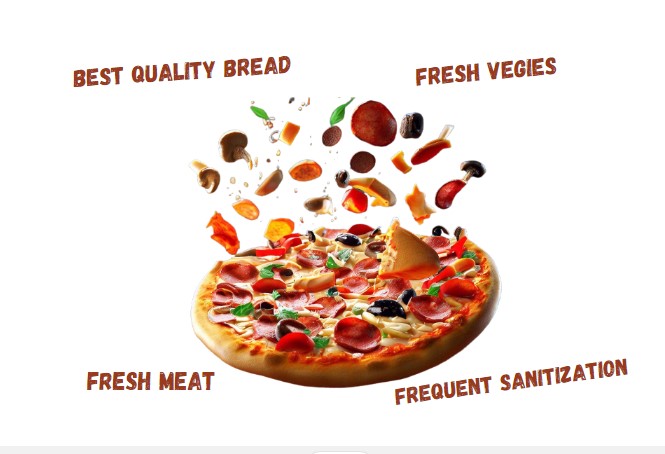 BEST QUALITY BREAD
FRESH VEGIES
FRESH MEAT
FREQUENT SANITIZATION